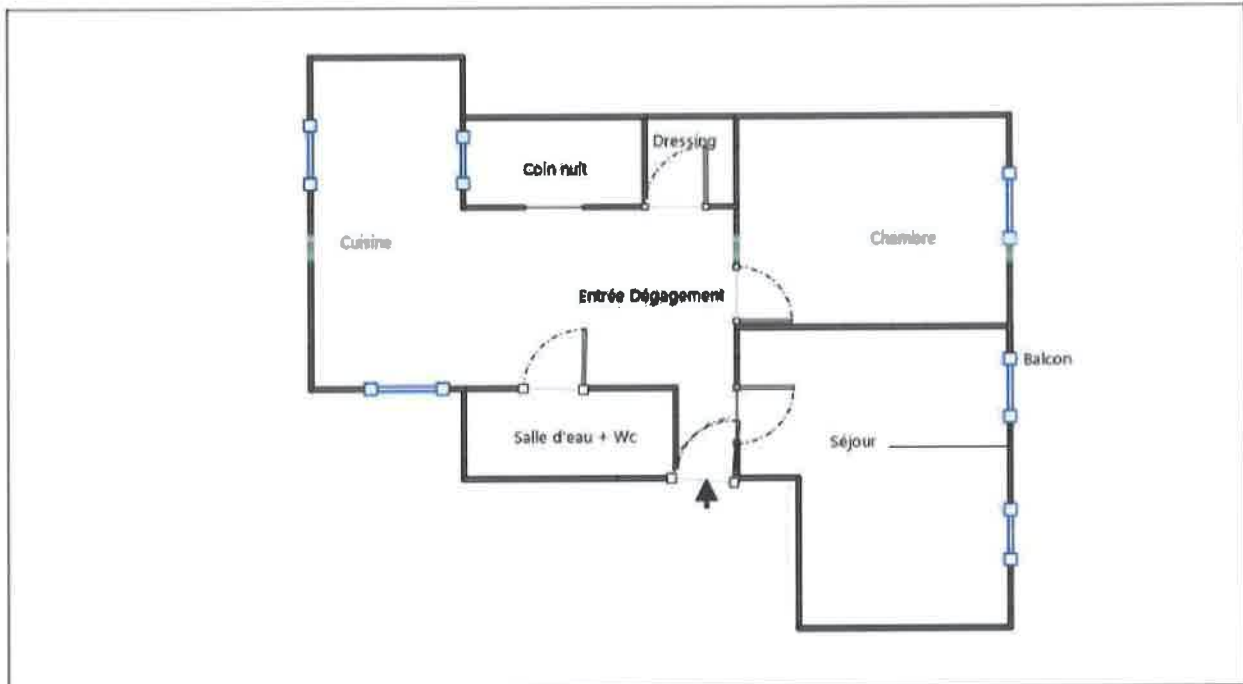 Dressing
Coin nuit
Cuisine
Chambre
Entrée Dégagement
Balcon
Salle d'eau + Wc
Séjour